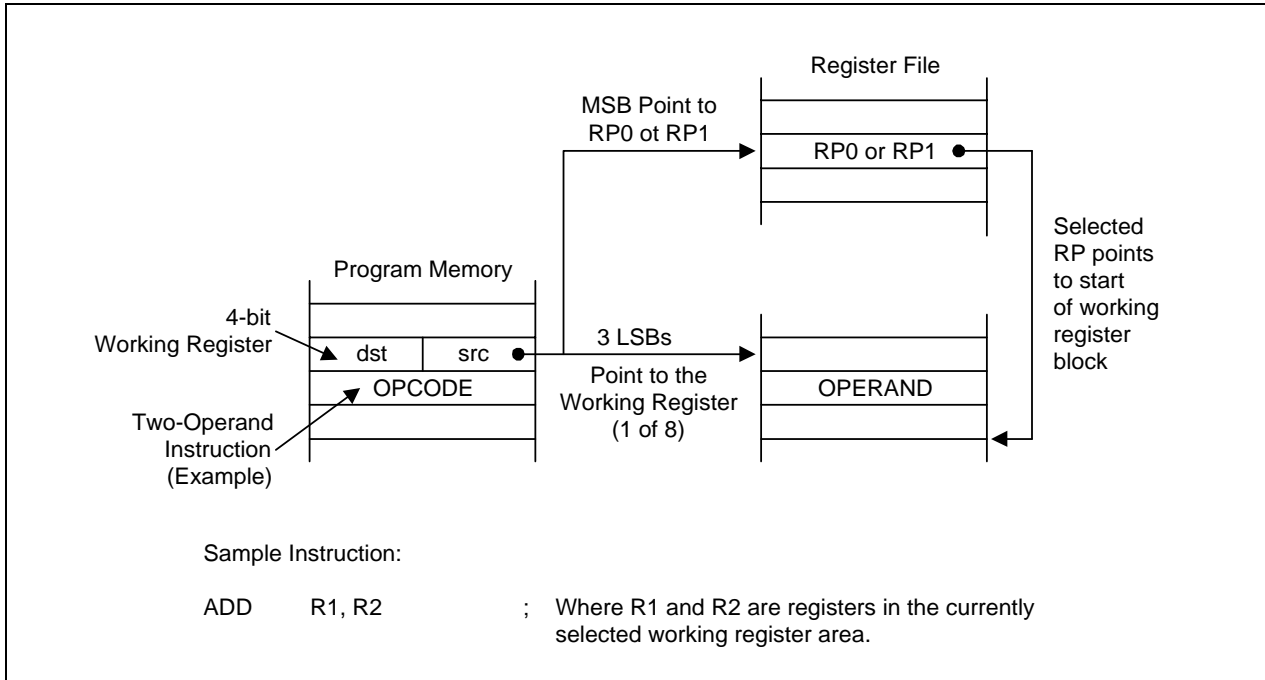 Register File
MSB Point to
RP0 ot RP1
RP0 or RP1
Selected
RP points
to start
of working
register
block
Program Memory
4-bit
Working Register
dst
src
3 LSBs
Point to the
Working Register
(1 of 8)
OPCODE
OPERAND
Two-Operand
Instruction
(Example)
Sample Instruction:
ADD R1, R2 ; Where R1 and R2 are registers in the currently
selected working register area.